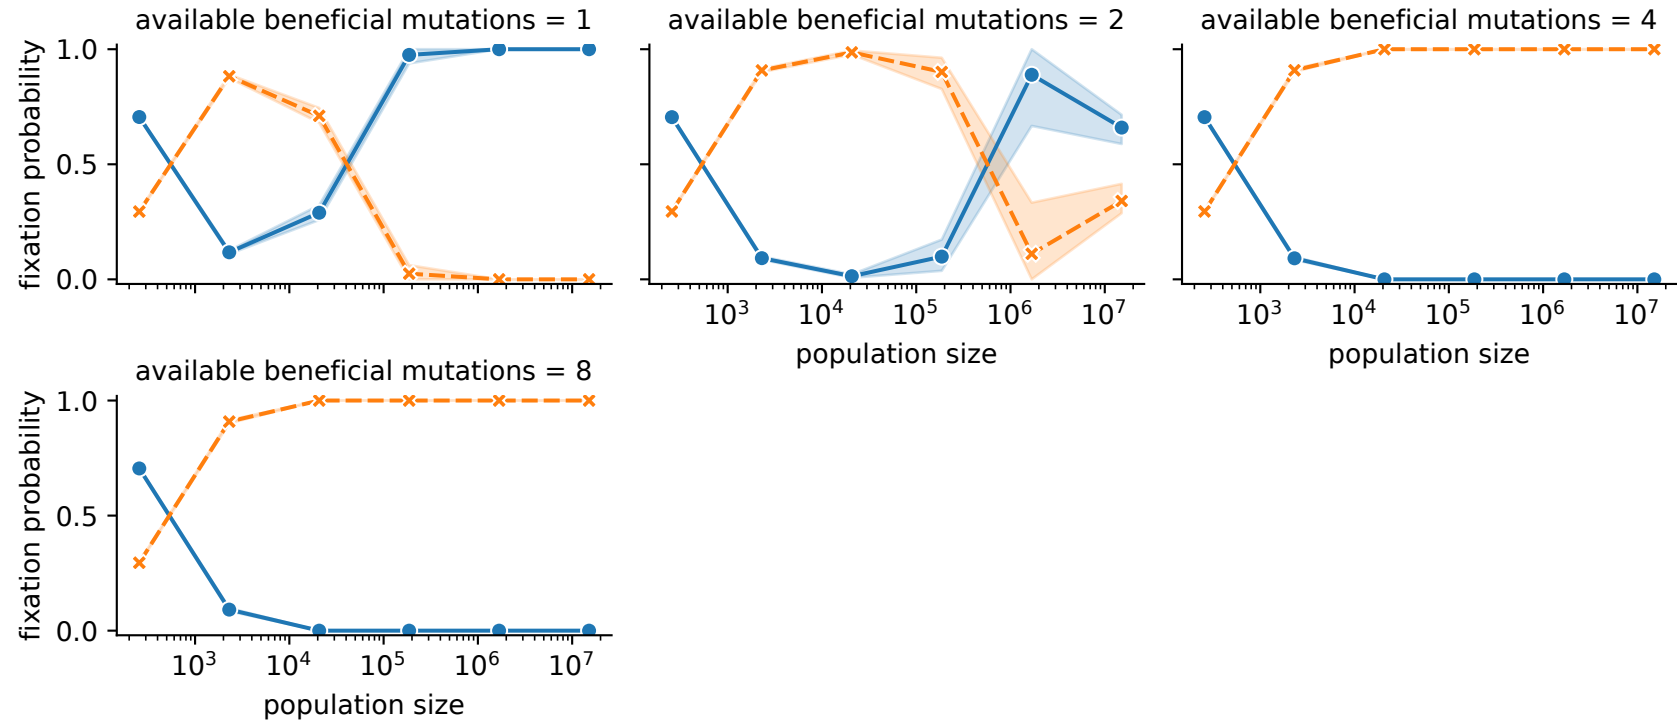 available beneficial mutations = 1
available beneficial mutations = 2
available beneficial mutations = 4
fixation probability
1.0
0.5
0.0
10³ 10⁴ 10⁵ 10⁶ 10⁷
population size
10³ 10⁴ 10⁵ 10⁶ 10⁷
population size
available beneficial mutations = 8
fixation probability
1.0
0.5
0.0
10³ 10⁴ 10⁵ 10⁶ 10⁷
population size